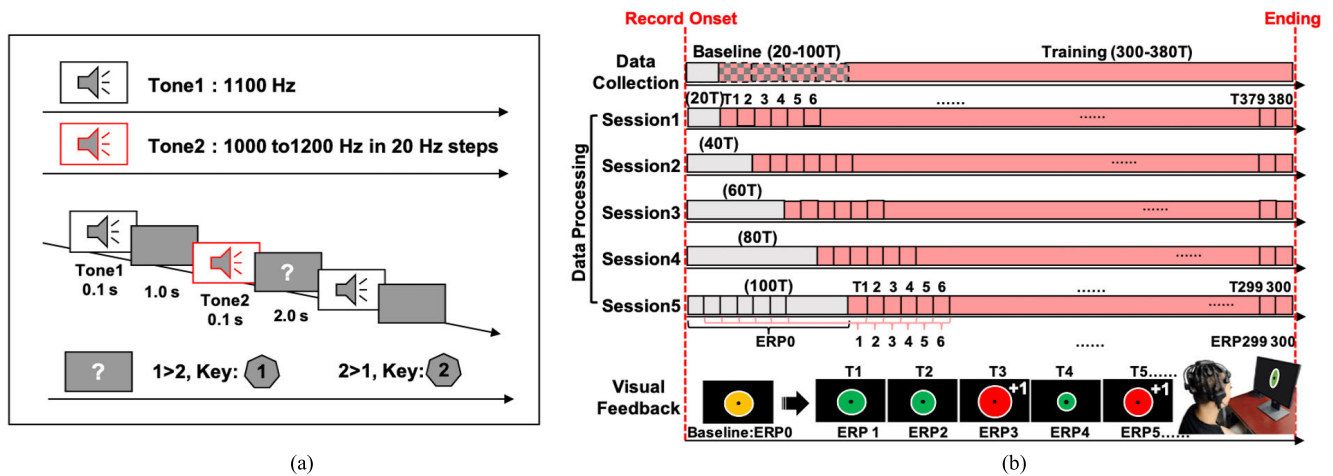 Tone1 : 1100 Hz
Tone2 : 1000 to1200 Hz in 20 Hz steps
Tone1
0.1 s
1.0 s
Tone2
0.1 s
?
2.0 s
? 1>2, Key: 1 2>1, Key: 2
(a)
Record Onset Ending
Data Collection
Baseline (20-100T) Training (300-380T)
Data Processing
(20T) T1 2 3 4 5 6 ...... T379 380
Session1 ......
(40T)
Session2 ......
(60T)
Session3 ......
(80T)
Session4 ......
(100T) T1 2 3 4 5 6 ...... T299 300
Session5 ......
ERP0 1 2 3 4 5 6 ...... ERP299 300
Visual Feedback
T1 T2 T3 T4 T5......
+1 +1
Baseline:ERP0 ERP 1 ERP2 ERP3 ERP4 ERP5......
(b)